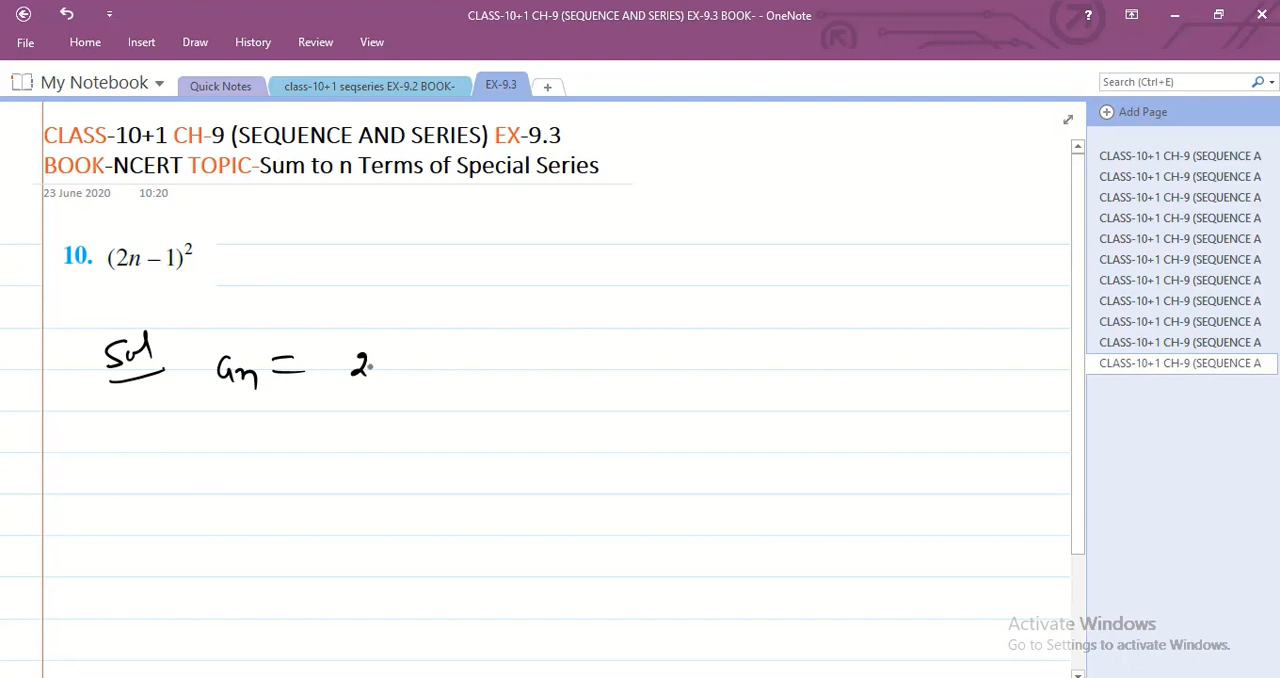 CLASS-10+1 CH-9 (SEQUENCE AND SERIES) EX-9.3 BOOK- - OneNote
File Home Insert Draw History Review View
My Notebook Quick Notes class-10+1 seqseries EX-9.2 BOOK- EX-9.3 + Search (Ctrl+E)
CLASS-10+1 CH-9 (SEQUENCE AND SERIES) EX-9.3
BOOK-NCERT TOPIC-Sum to n Terms of Special Series
23 June 2020 10:20
10. (2n – 1)²
Sol aₙ = 2
Add Page
CLASS-10+1 CH-9 (SEQUENCE A
CLASS-10+1 CH-9 (SEQUENCE A
CLASS-10+1 CH-9 (SEQUENCE A
CLASS-10+1 CH-9 (SEQUENCE A
CLASS-10+1 CH-9 (SEQUENCE A
CLASS-10+1 CH-9 (SEQUENCE A
CLASS-10+1 CH-9 (SEQUENCE A
CLASS-10+1 CH-9 (SEQUENCE A
CLASS-10+1 CH-9 (SEQUENCE A
CLASS-10+1 CH-9 (SEQUENCE A
CLASS-10+1 CH-9 (SEQUENCE A
Activate Windows
Go to Settings to activate Windows.